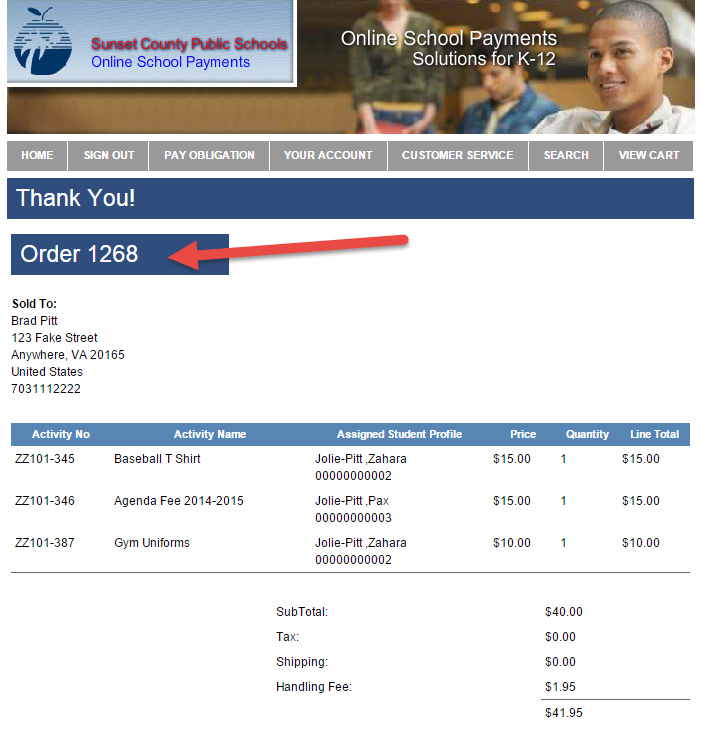 Sunset County Public Schools
Online School Payments
Online School Payments
Solutions for K-12
HOME SIGN OUT PAY OBLIGATION YOUR ACCOUNT CUSTOMER SERVICE SEARCH VIEW CART
Thank You!
Order 1268
Sold To:
Brad Pitt
123 Fake Street
Anywhere, VA 20165
United States
7031112222
Activity No Activity Name Assigned Student Profile Price Quantity Line Total
ZZ101-345 Baseball T Shirt Jolie-Pitt ,Zahara $15.00 1 $15.00
00000000002
ZZ101-346 Agenda Fee 2014-2015 Jolie-Pitt ,Pax $15.00 1 $15.00
00000000003
ZZ101-387 Gym Uniforms Jolie-Pitt ,Zahara $10.00 1 $10.00
00000000002
SubTotal: $40.00
Tax: $0.00
Shipping: $0.00
Handling Fee: $1.95
$41.95